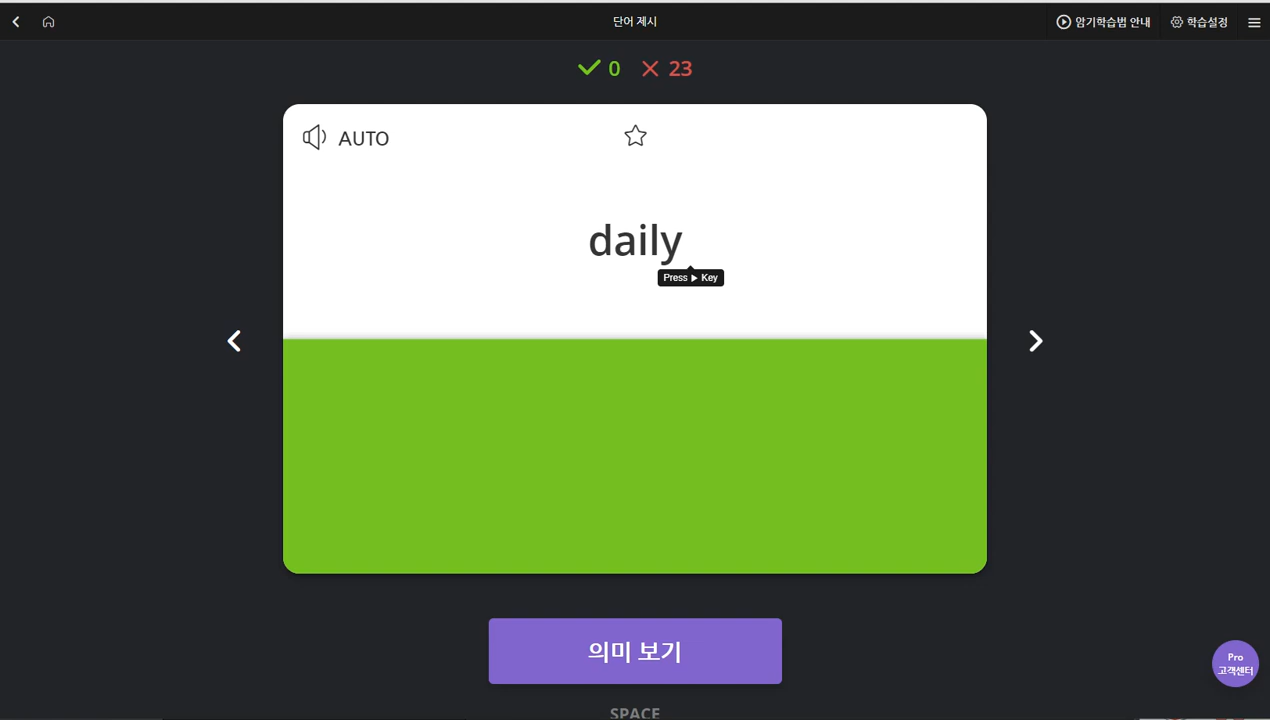 단어 제시
암기학습법 안내
학습설정
0
23
AUTO
daily
Press ▶ Key
의미 보기
Pro
고객센터
SPACE